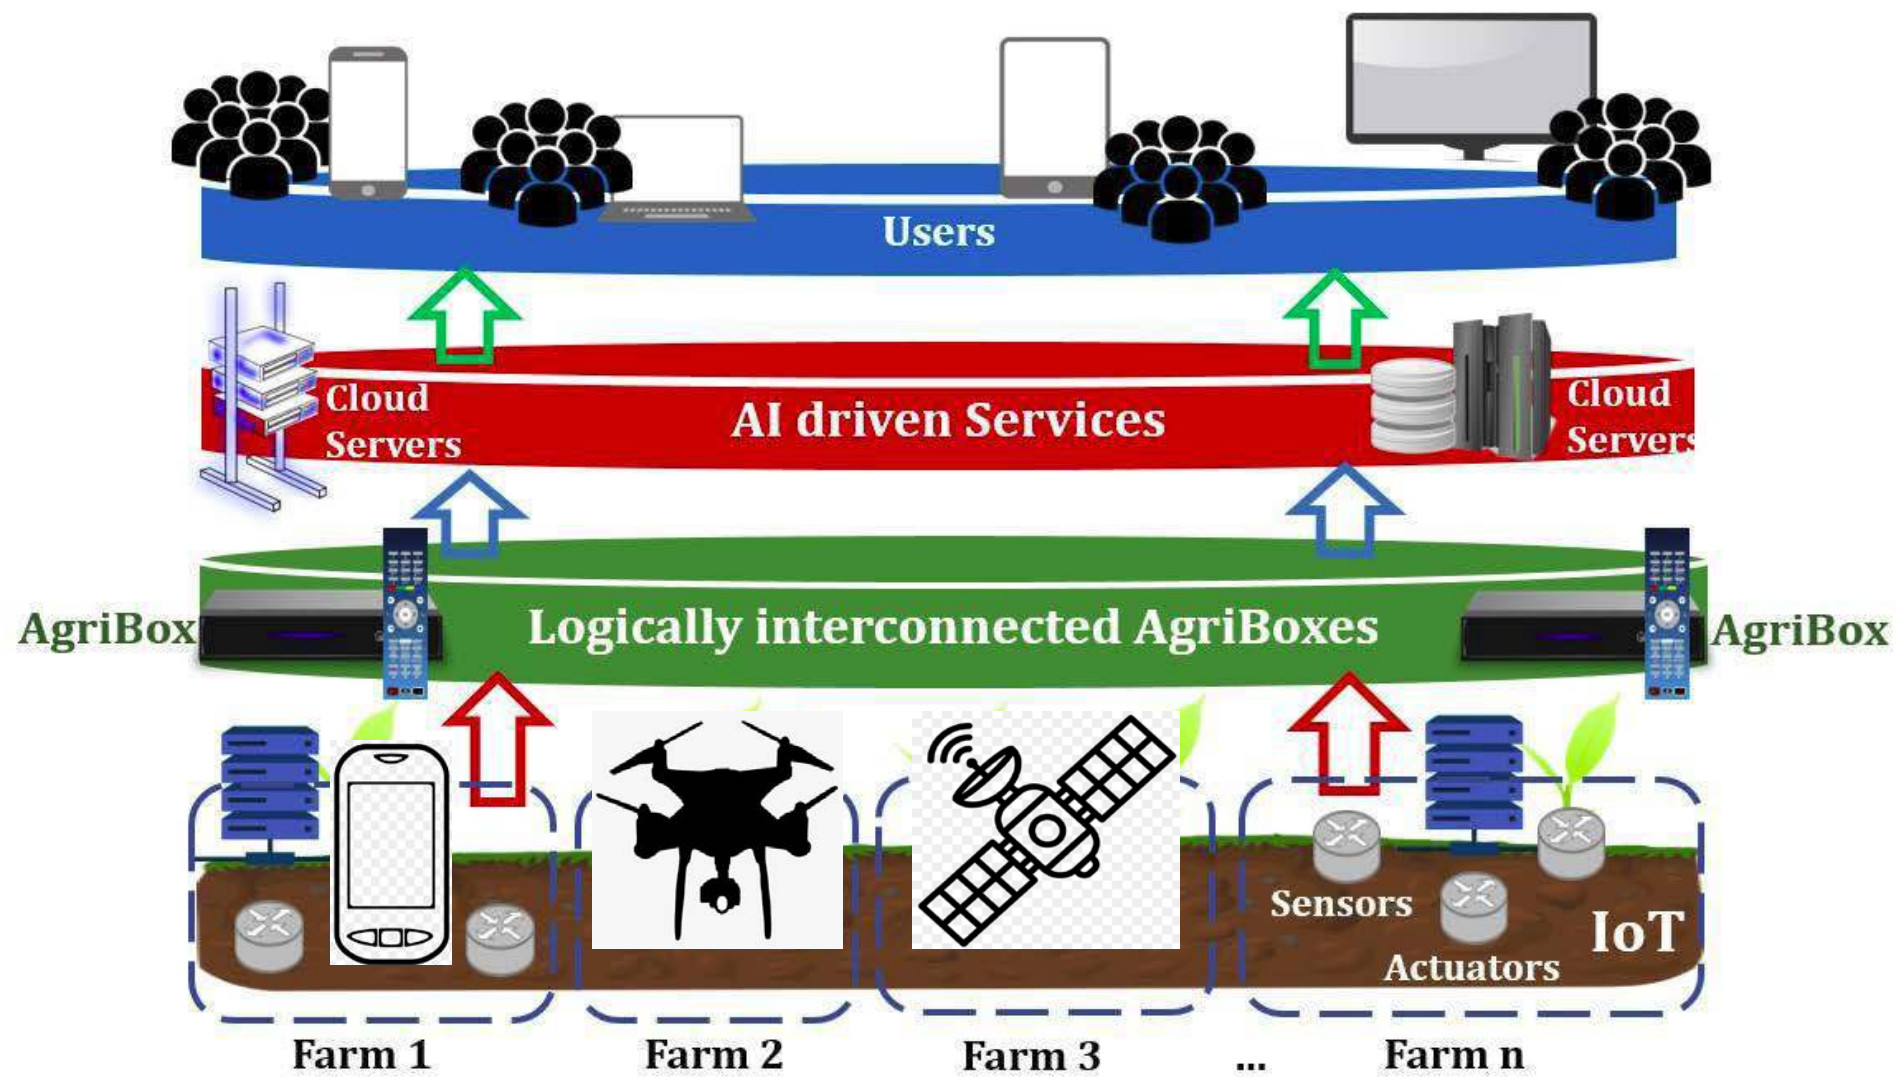 Users
Cloud
Servers
AI driven Services
Cloud
Servers
AgriBox
Logically interconnected AgriBoxes
AgriBox
Sensors
IoT
Actuators
Farm 1
Farm 2
Farm 3
...
Farm n